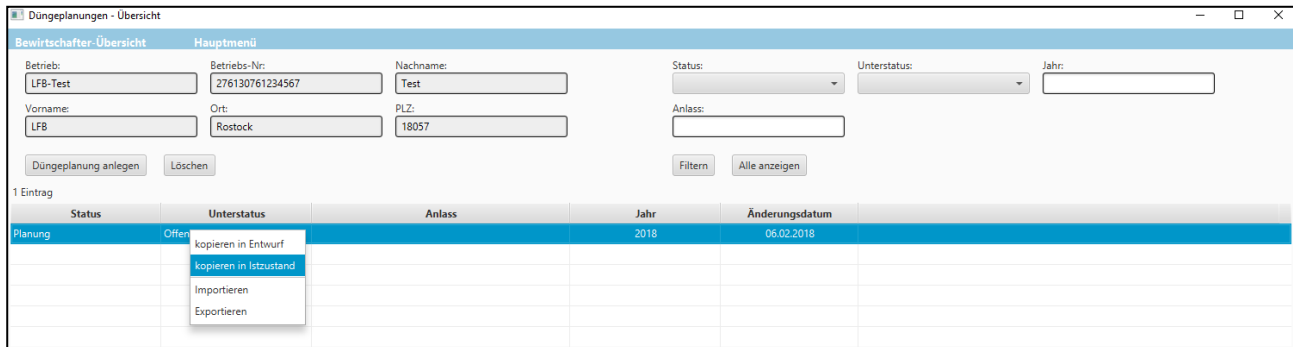 Düngeplanungen - Übersicht
Bewirtschafter-Übersicht Hauptmenü
Betrieb: Betriebs-Nr: Nachname: Status: Unterstatus: Jahr:
LFB-Test 276130761234567 Test
Vorname: Ort: PLZ: Anlass:
LFB Rostock 18057
Düngeplanung anlegen Löschen Filtern Alle anzeigen
1 Eintrag
Status Unterstatus Anlass Jahr Änderungsdatum
Planung Offen 2018 06.02.2018
kopieren in Entwurf
kopieren in Istzustand
Importieren
Exportieren